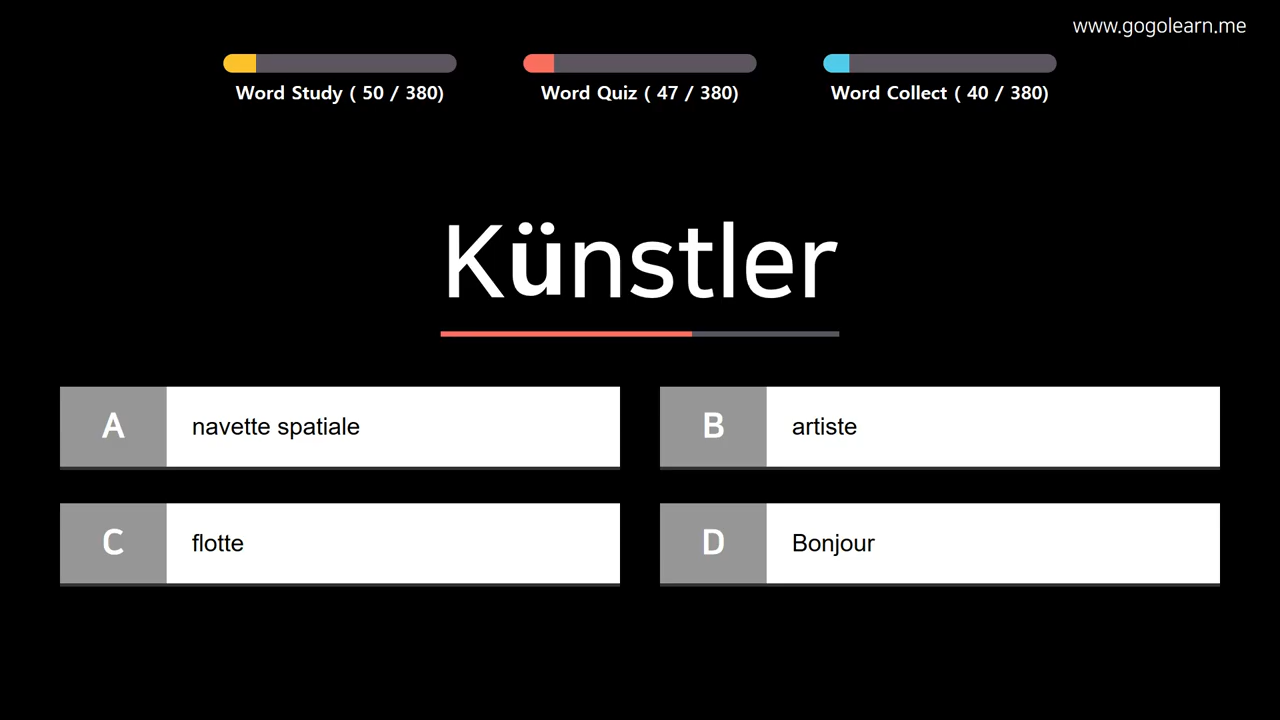 www.gogolearn.me
Word Study ( 50 / 380)
Word Quiz ( 47 / 380)
Word Collect ( 40 / 380)
Künstler
A navette spatiale
B artiste
C flotte
D Bonjour